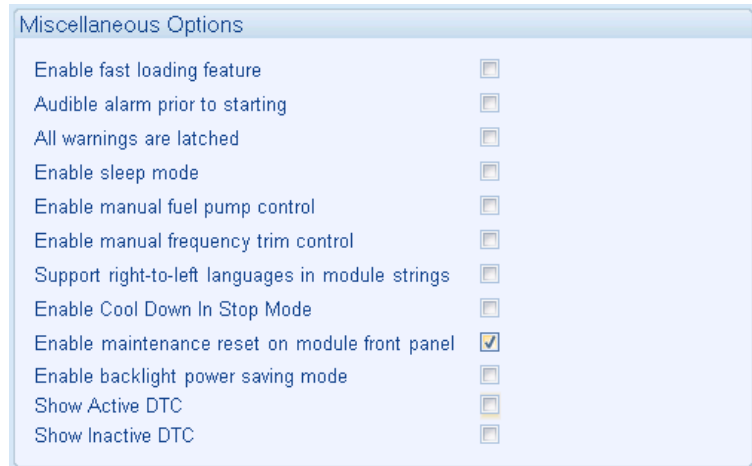 Miscellaneous Options
Enable fast loading feature
Audible alarm prior to starting
All warnings are latched
Enable sleep mode
Enable manual fuel pump control
Enable manual frequency trim control
Support right-to-left languages in module strings
Enable Cool Down In Stop Mode
Enable maintenance reset on module front panel
Enable backlight power saving mode
Show Active DTC
Show Inactive DTC